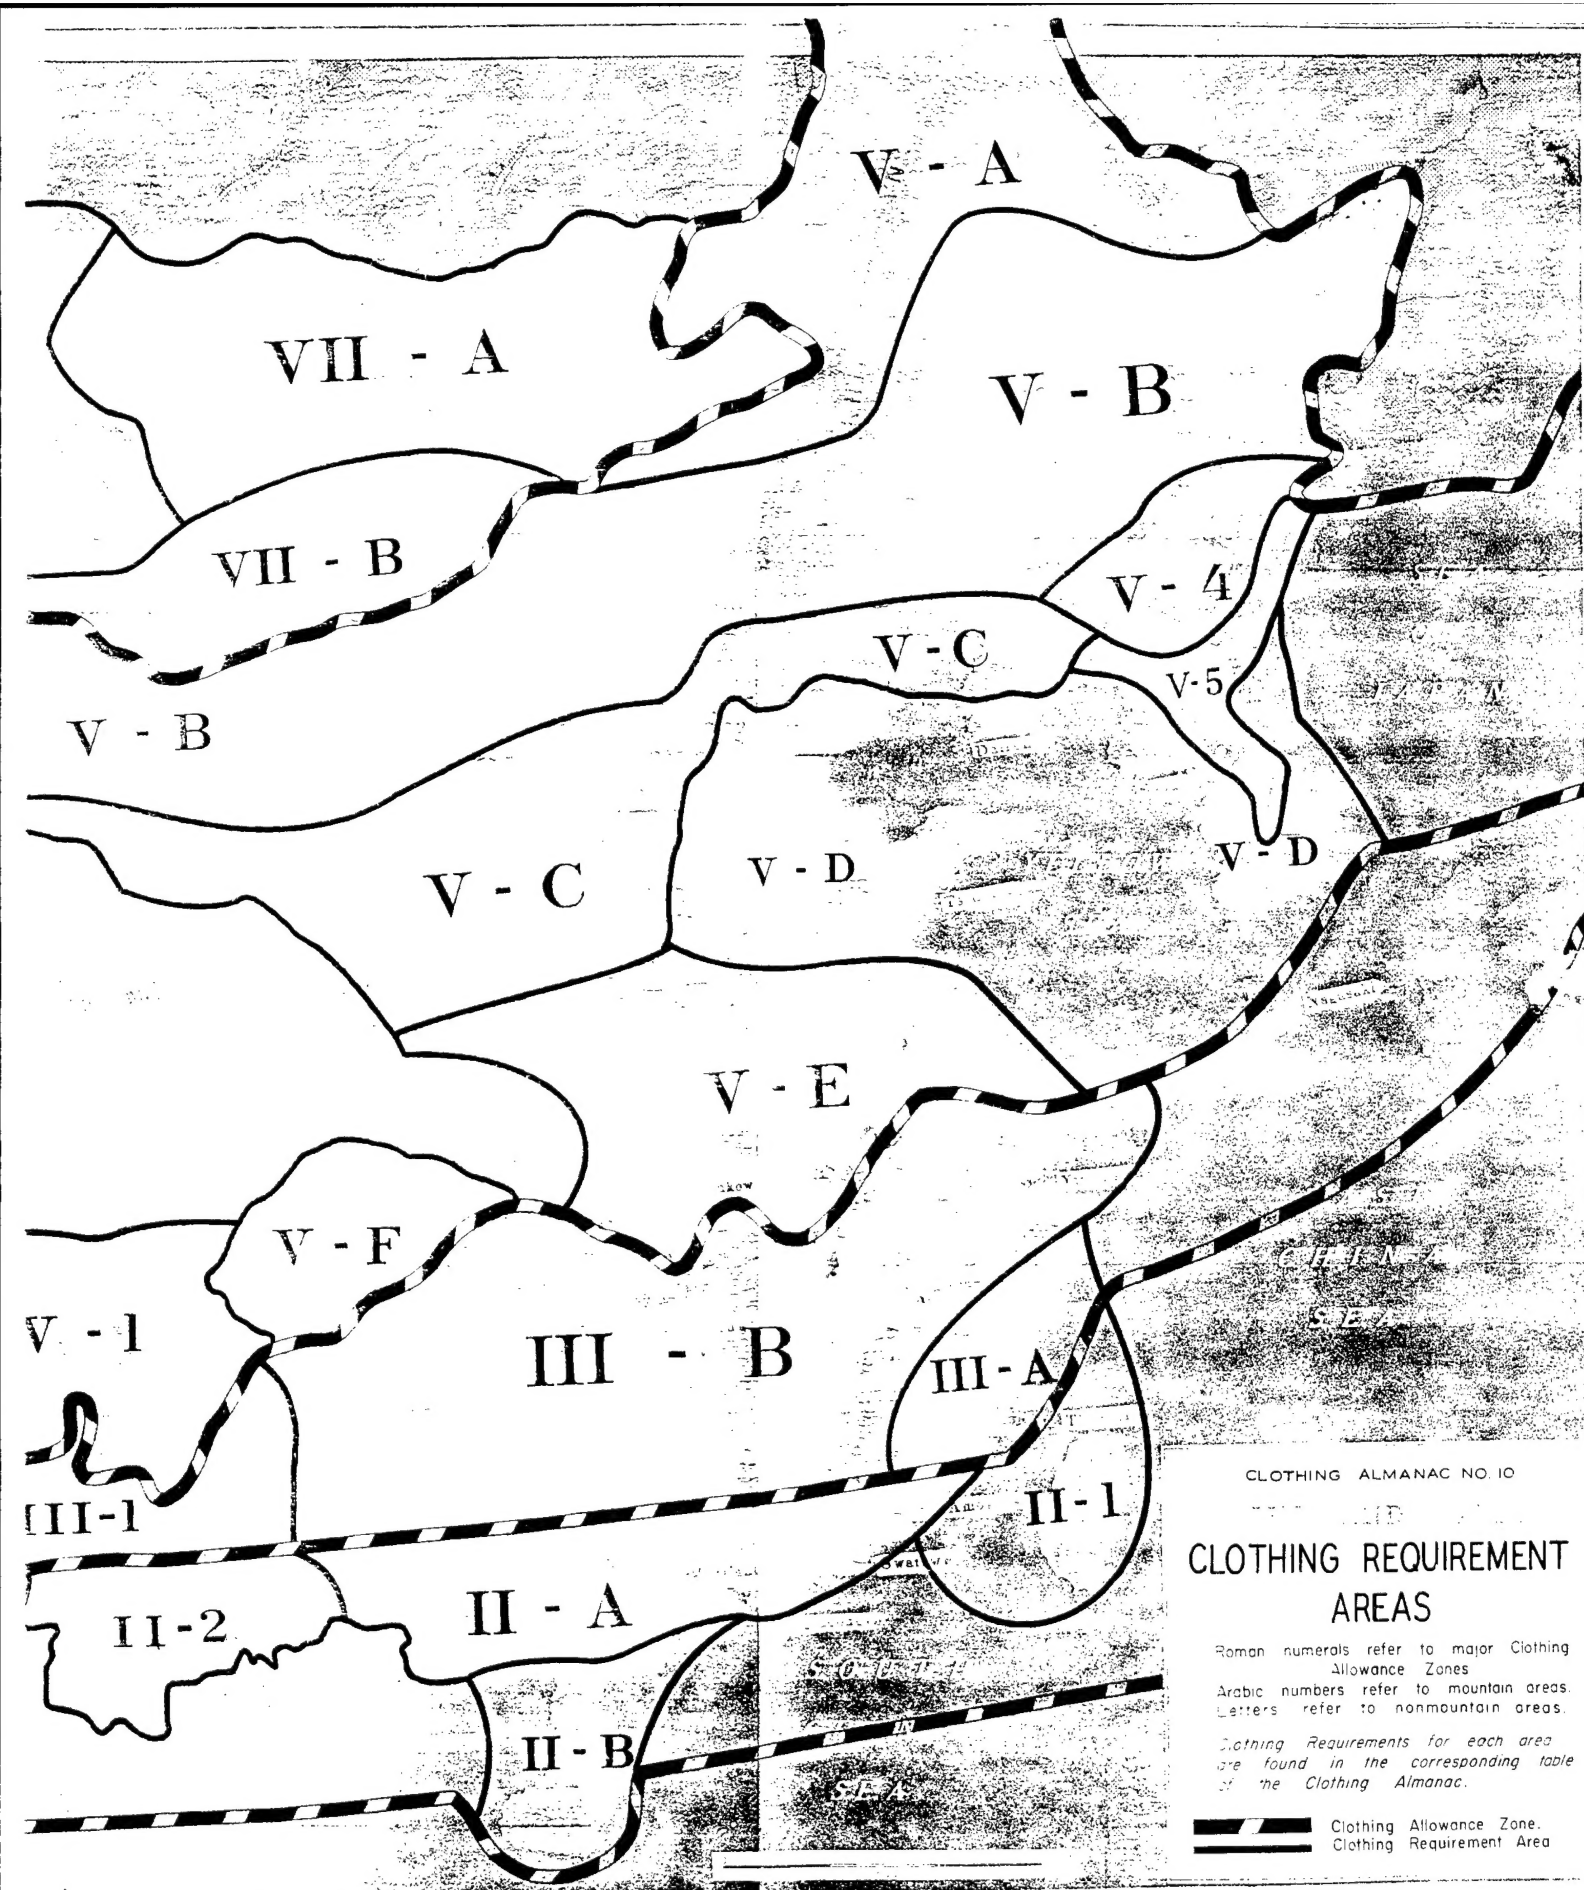 V - A
VII - A
V - B
VII - B
V - 4
V - C
V - 5
JAPAN
V - B
V - C
V - D
V - D
V - E
V - F
CHINA
SEA
V - 1
III - B
III - A
III-1
II - 1
CLOTHING ALMANAC NO. 10
CLOTHING REQUIREMENT
AREAS
II - 2
II - A
Roman numerals refer to major Clothing
Allowance Zones
Arabic numbers refer to mountain areas.
Letters refer to nonmountain areas.
SOUTH
II - B
Clothing Requirements for each area
are found in the corresponding table
of the Clothing Almanac.
SEA
Clothing Allowance Zone.
Clothing Requirement Area